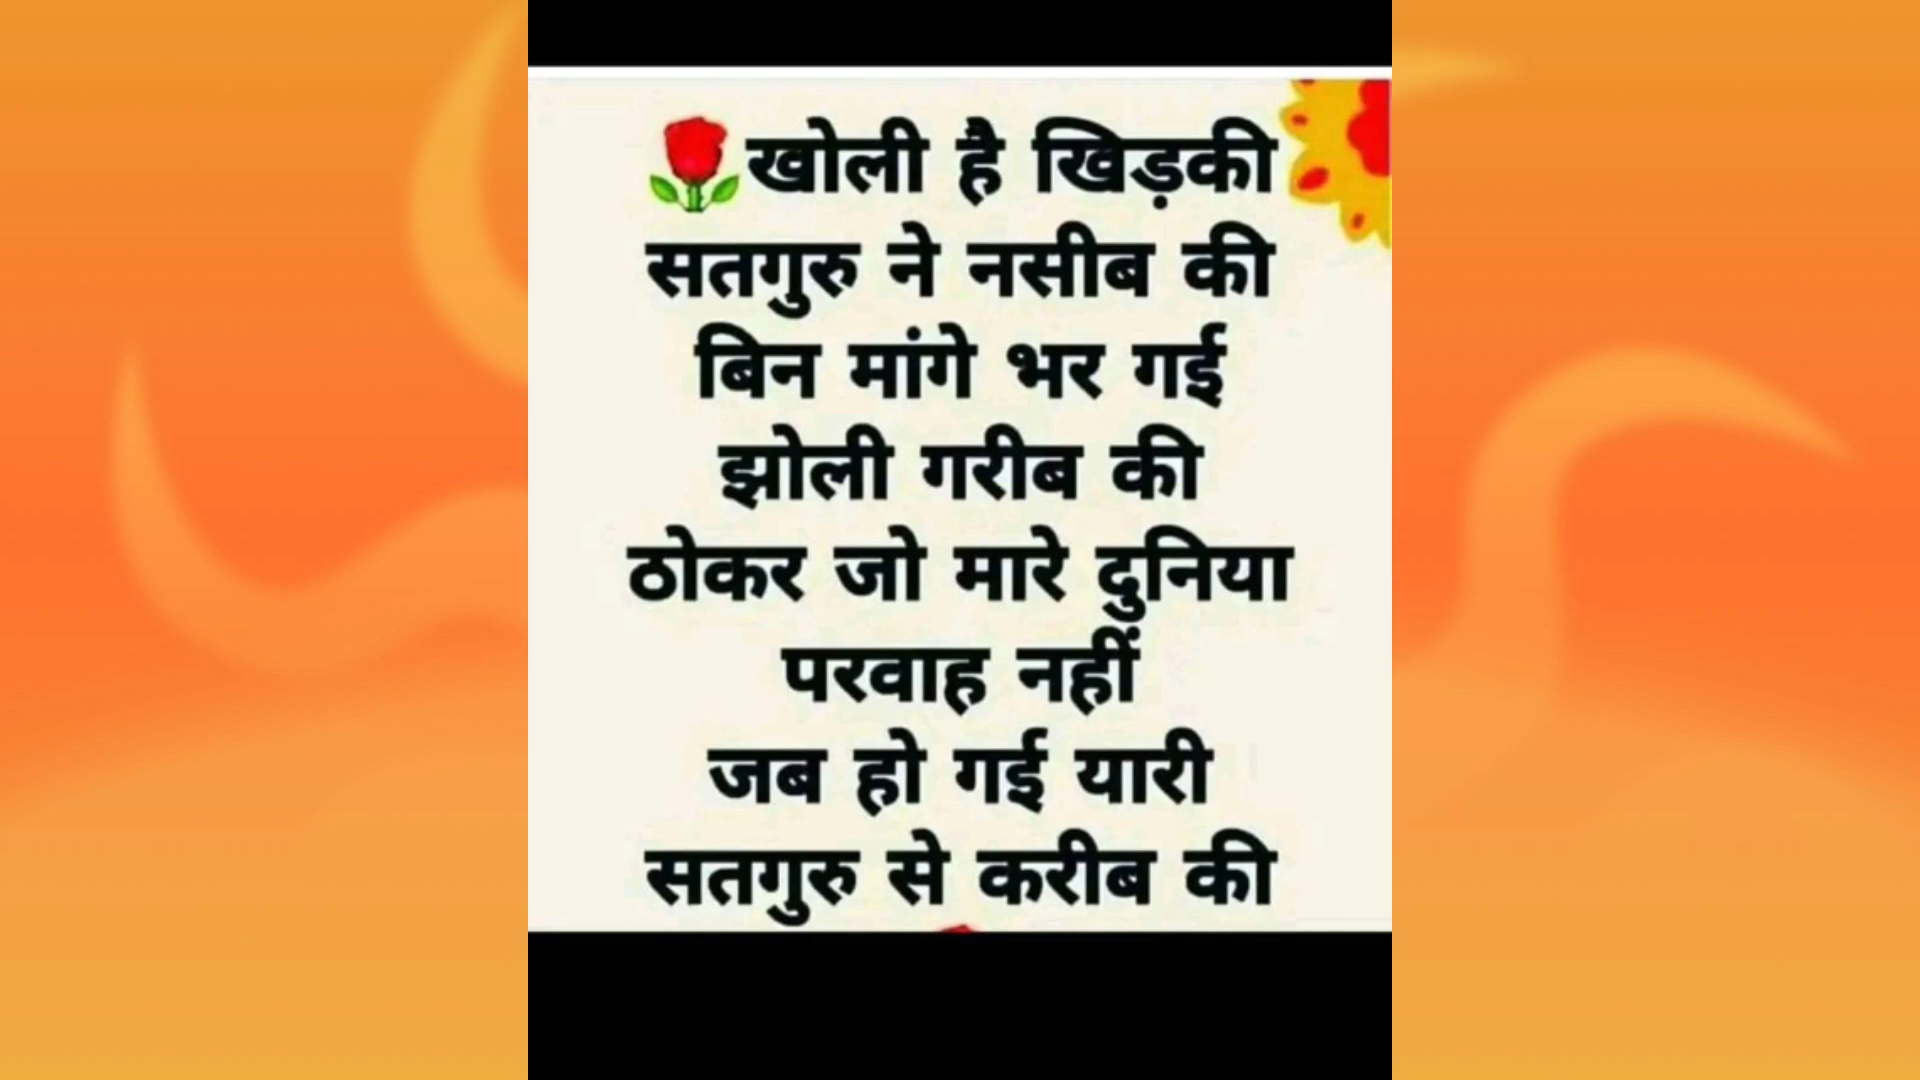 🌹खोली है खिड़की
सतगुरु ने नसीब की
बिन मांगे भर गई
झोली गरीब की
ठोकर जो मारे दुनिया
परवाह नहीं
जब हो गई यारी
सतगुरु से करीब की